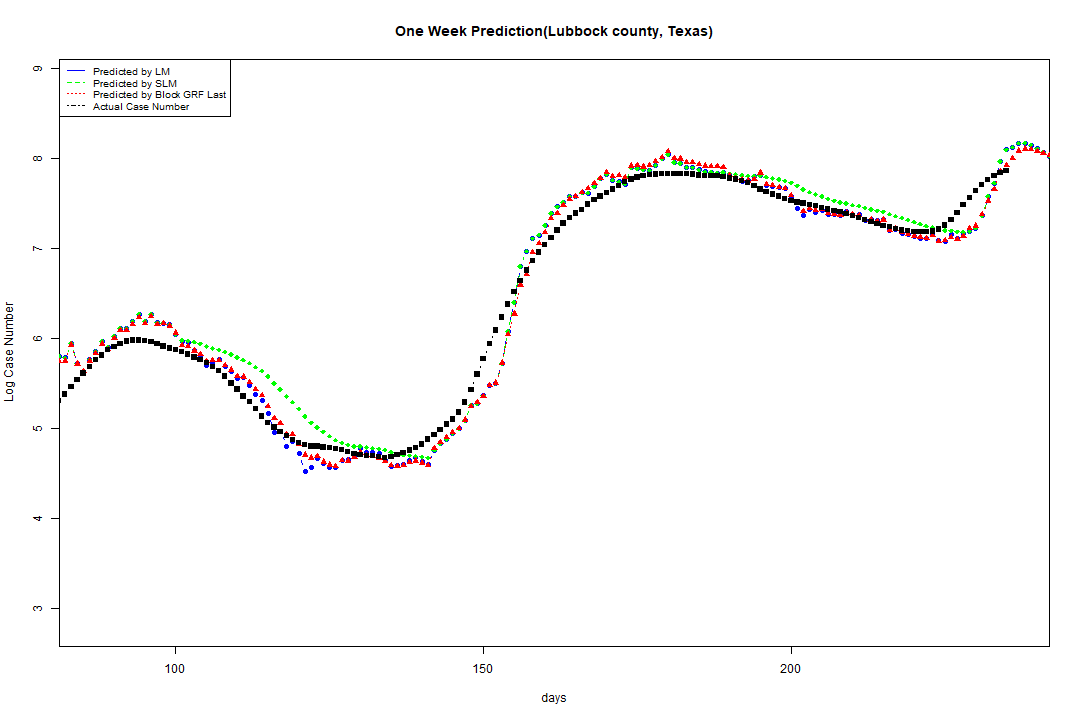 One Week Prediction(Lubbock county, Texas)
Predicted by LM
Predicted by SLM
Predicted by Block GRF Last
Actual Case Number
Log Case Number
9
8
7
6
5
4
3
100 150 200
days